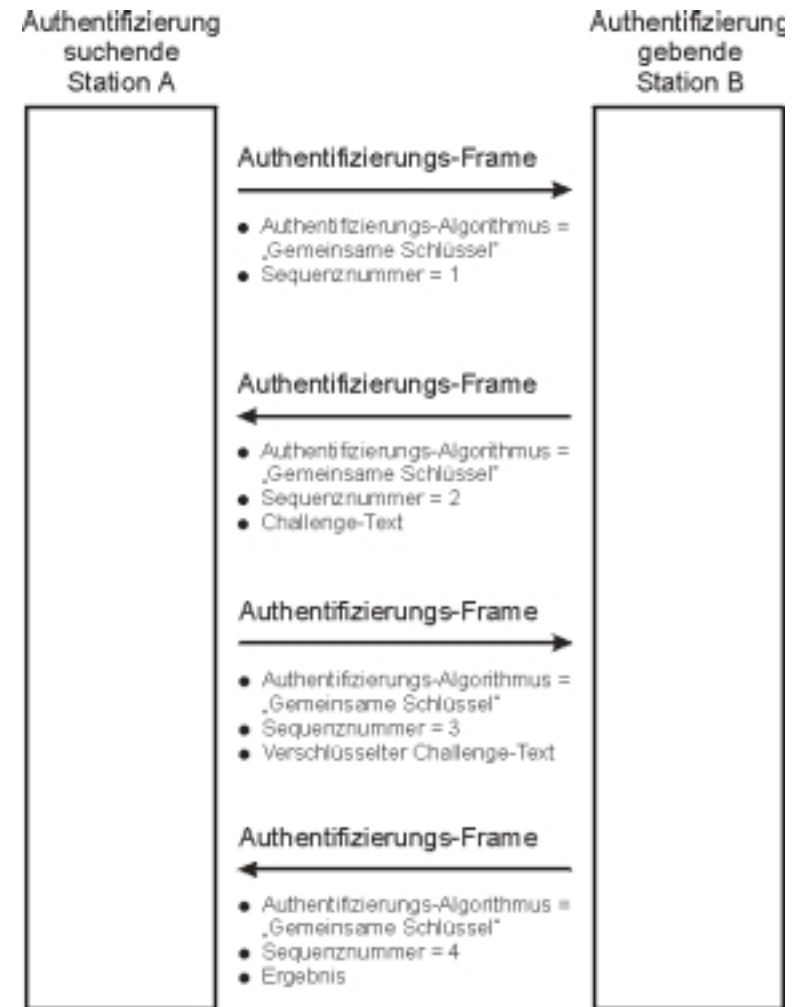 Authentifizierung
suchende
Station A
Authentifizierung
gebende
Station B
Authentifizierungs-Frame
● Authentifizierungs-Algorithmus =
„Gemeinsame Schlüssel"
● Sequenznummer = 1
Authentifizierungs-Frame
● Authentifizierungs-Algorithmus =
„Gemeinsame Schlüssel"
● Sequenznummer = 2
● Challenge-Text
Authentifizierungs-Frame
● Authentifizierungs-Algorithmus =
„Gemeinsame Schlüssel"
● Sequenznummer = 3
● Verschlüsselter Challenge-Text
Authentifizierungs-Frame
● Authentifizierungs-Algorithmus =
„Gemeinsame Schlüssel"
● Sequenznummer = 4
● Ergebnis